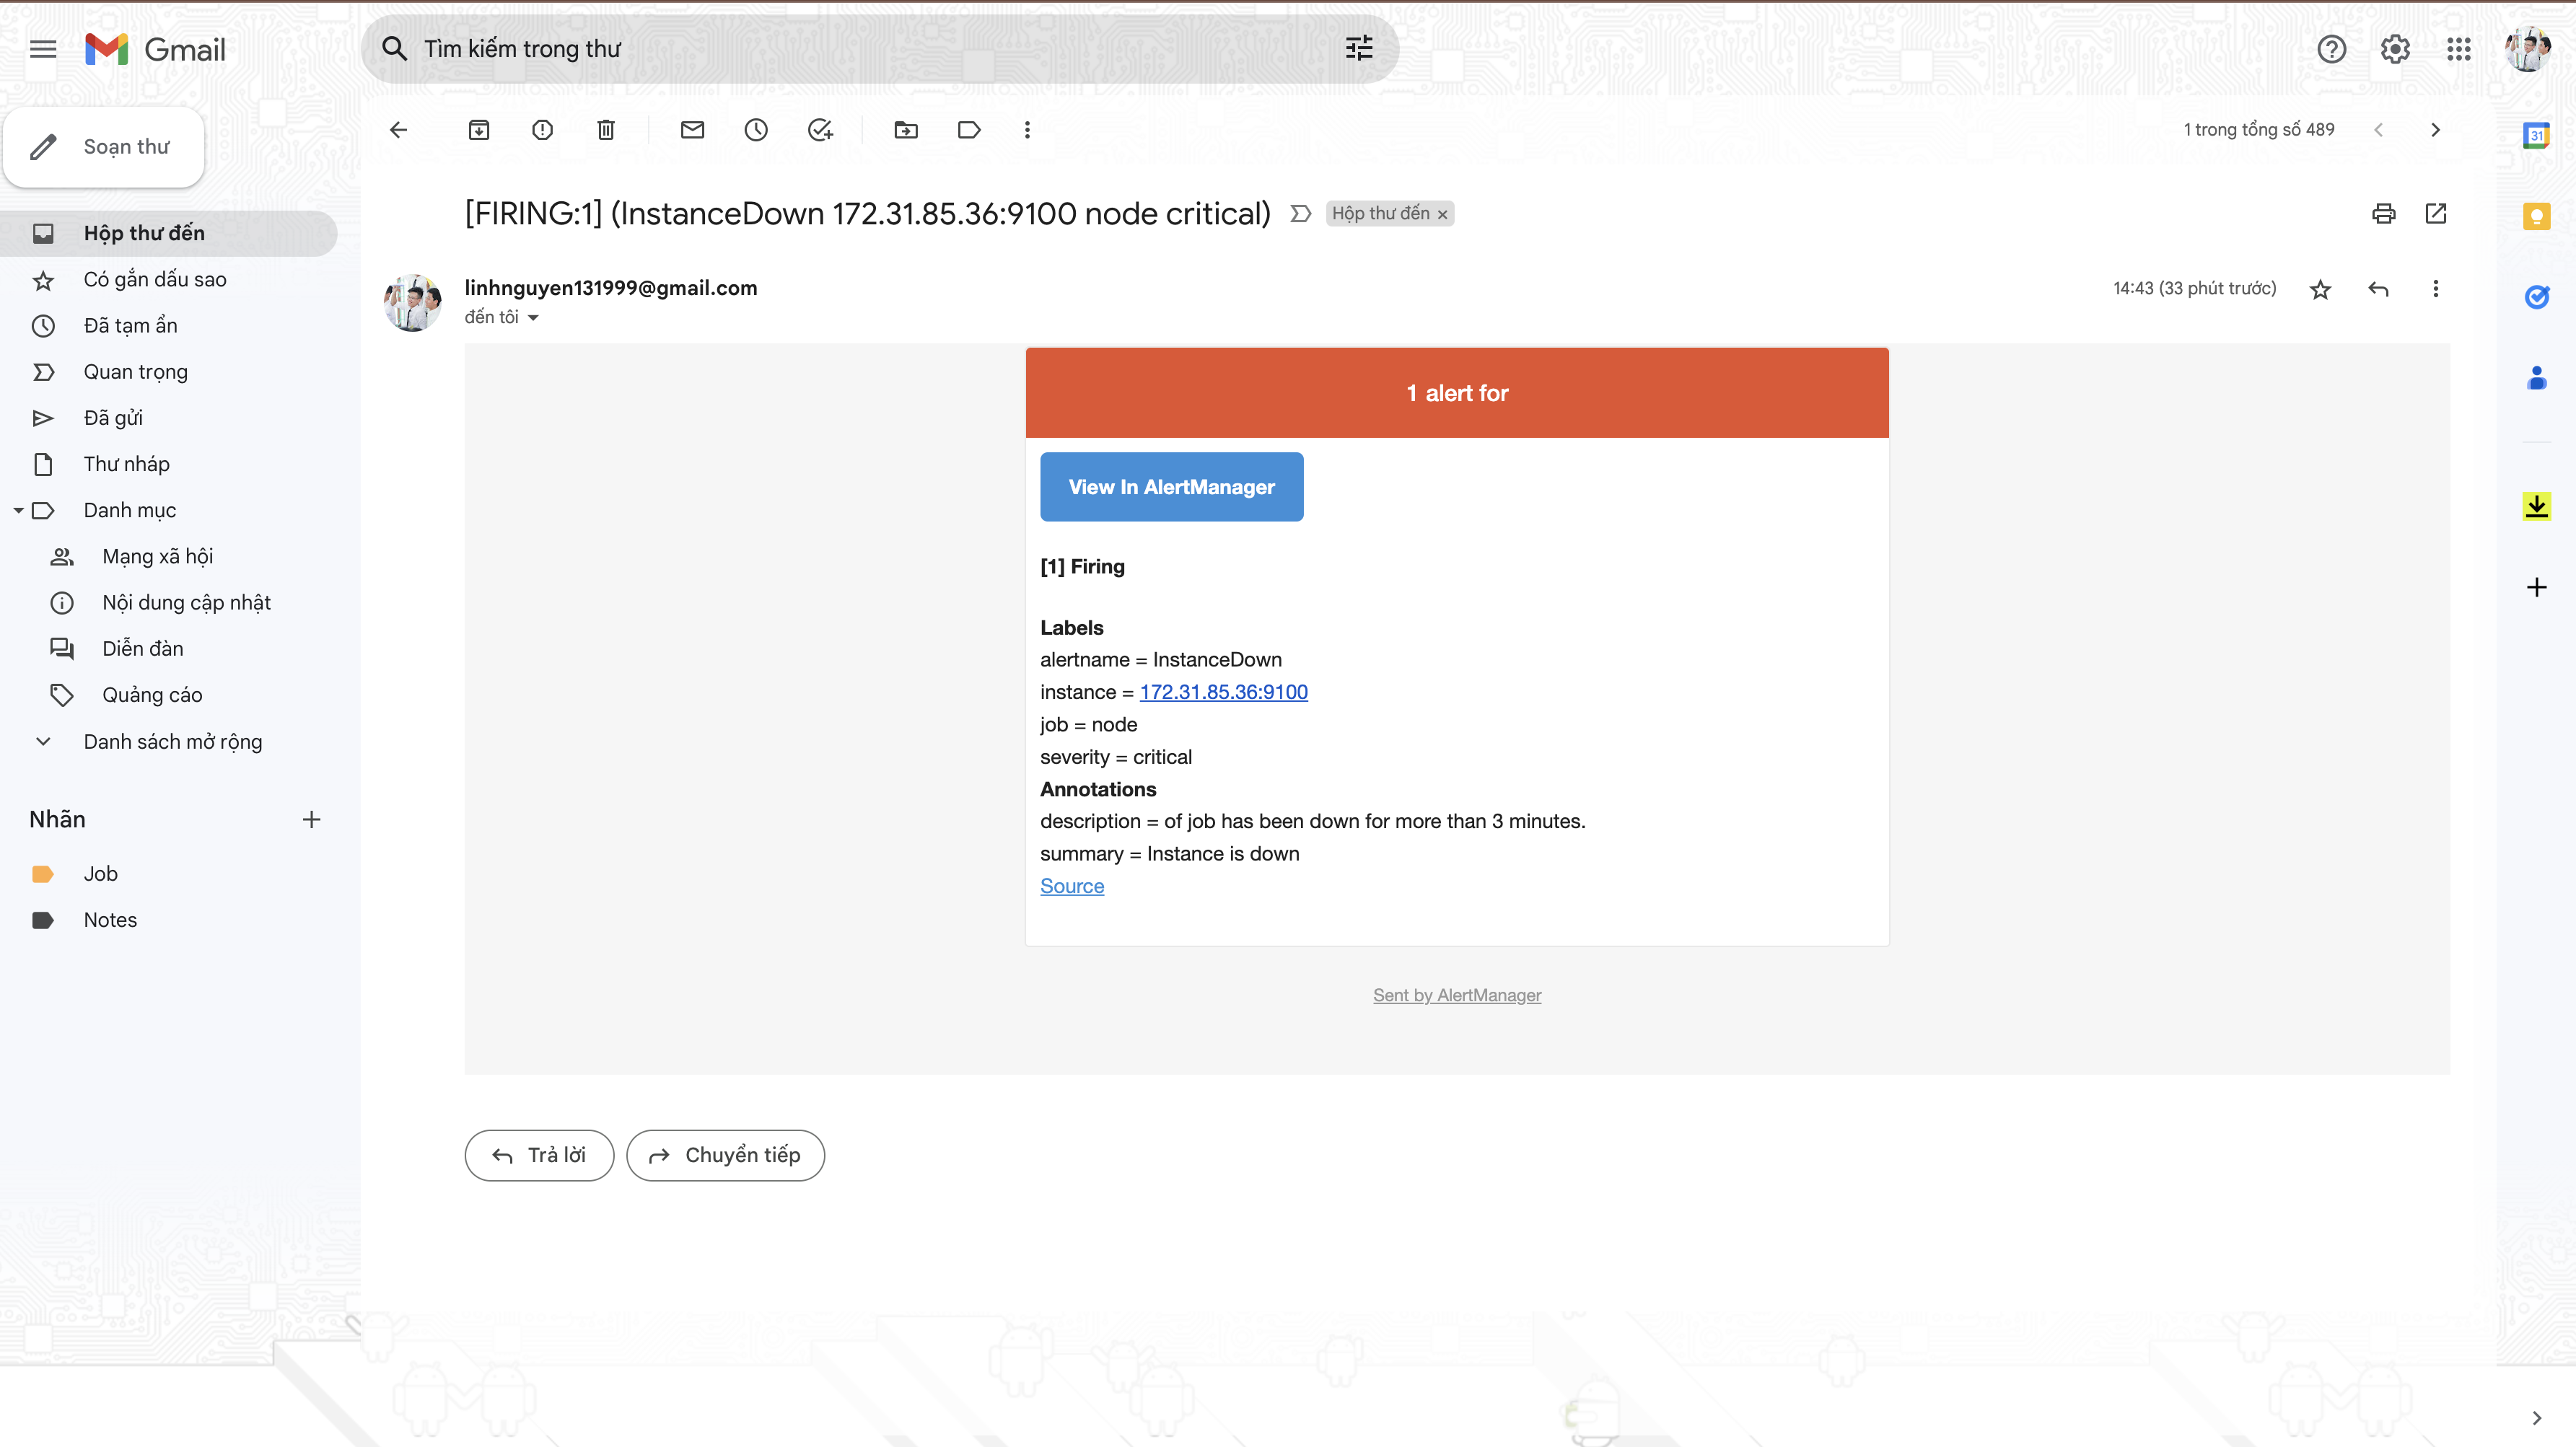 Gmail
Tìm kiếm trong thư
Soạn thư
1 trong tổng số 489
31
Hộp thư đến
Có gắn dấu sao
Đã tạm ẩn
Quan trọng
Đã gửi
Thư nháp
Danh mục
Mạng xã hội
Nội dung cập nhật
Diễn đàn
Quảng cáo
Danh sách mở rộng
Nhãn
Job
Notes
[FIRING:1] (InstanceDown 172.31.85.36:9100 node critical)
Hộp thư đến ×
linhnguyen131999@gmail.com
14:43 (33 phút trước)
đến tôi
1 alert for
View In AlertManager
[1] Firing
Labels
alertname = InstanceDown
instance = 172.31.85.36:9100
job = node
severity = critical
Annotations
description = of job has been down for more than 3 minutes.
summary = Instance is down
Source
Sent by AlertManager
Trả lời
Chuyển tiếp